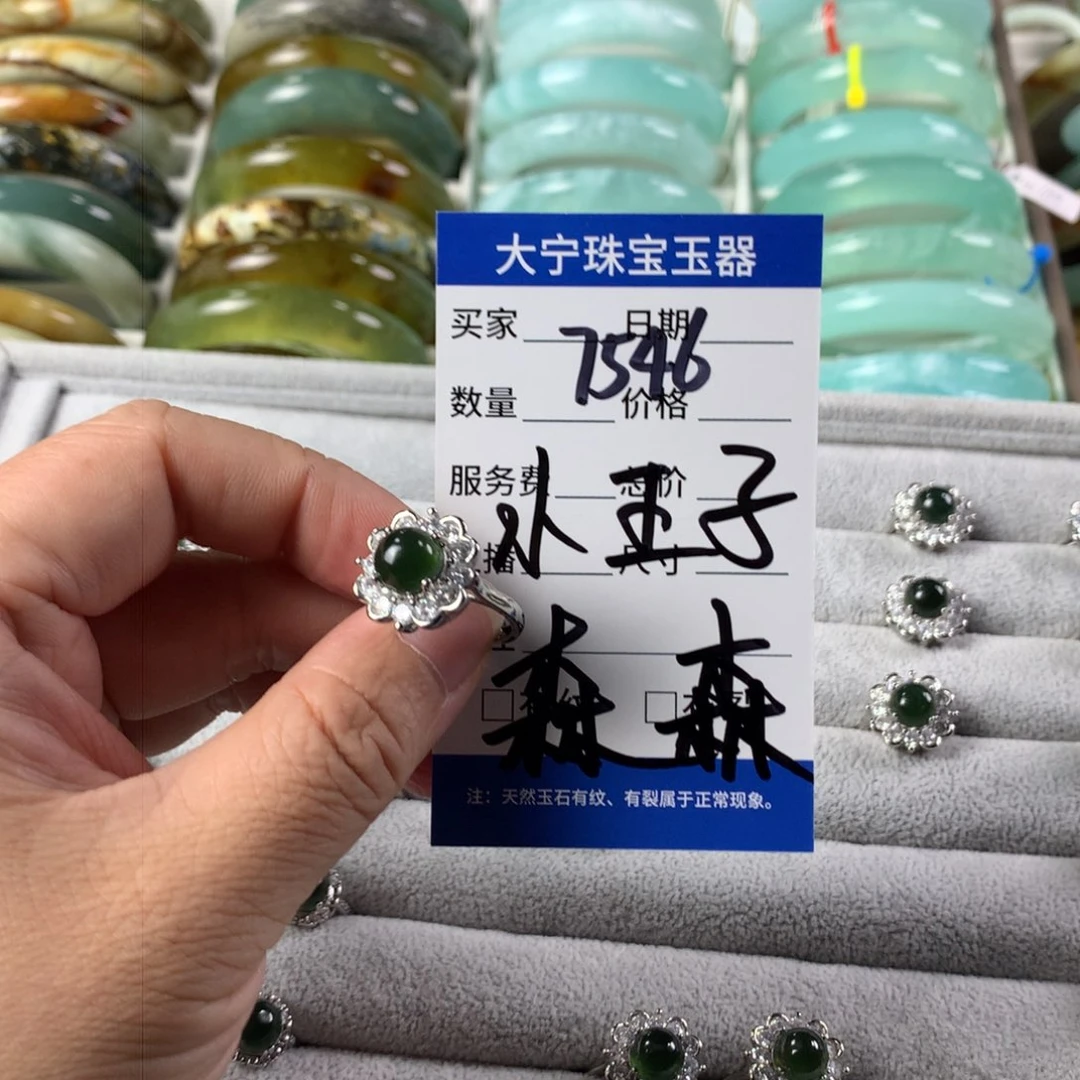 大宁珠宝玉器
买家 日期
7546
数量 价格
服务费 总价
小王子
播 尺寸
森森
注：天然玉石有纹、有裂属于正常现象。